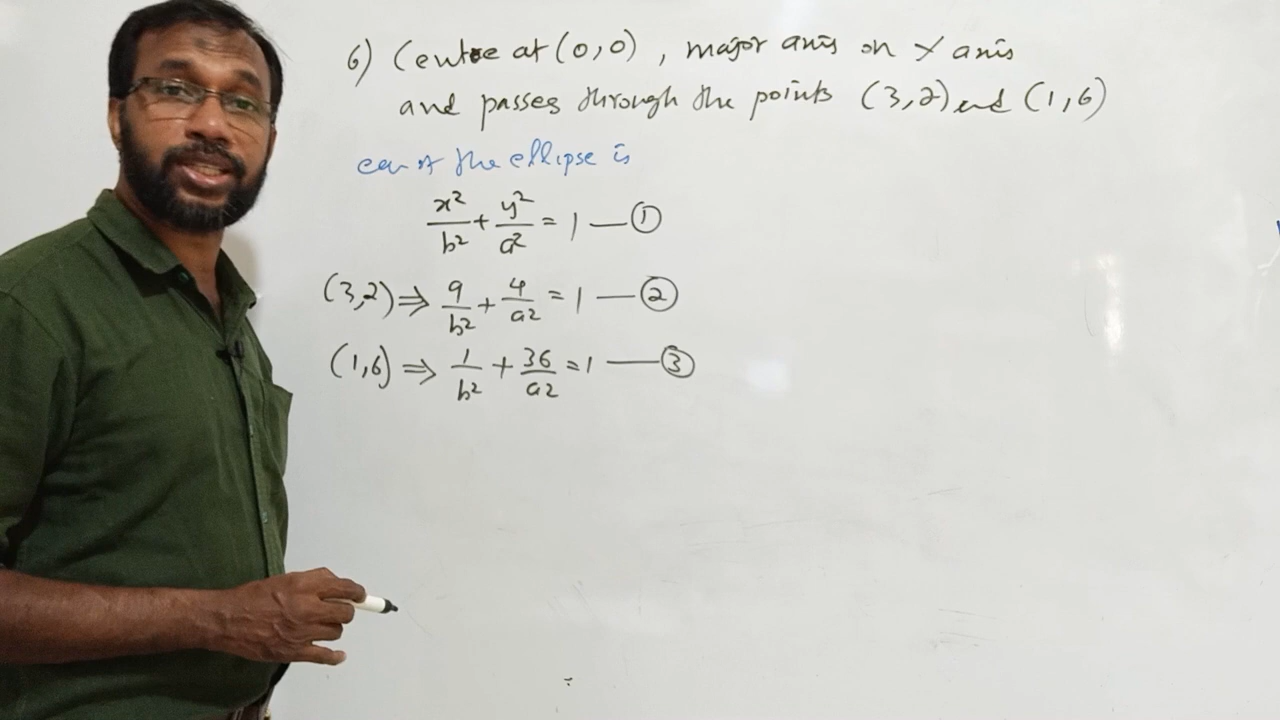 6) Centre at (0,0), major axis on Y axis
and passes through the points (3,2) and (1,6)
eqn of the ellipse is
x²/b² + y²/a² = 1 — ①
(3,2) ⇒ 9/b² + 4/a² = 1 — ②
(1,6) ⇒ 1/b² + 36/a² = 1 — ③